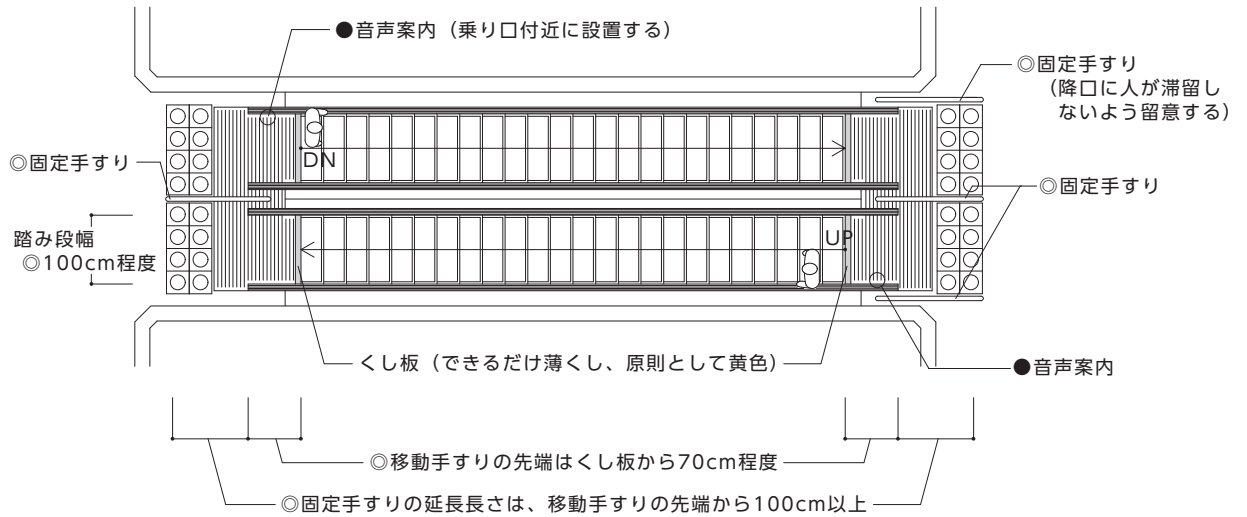 ●音声案内（乗り口付近に設置する）
◎固定手すり
（降口に人が滞留し
ないよう留意する）
◎固定手すり
DN
◎固定手すり
踏み段幅
◎100cm程度
UP
くし板（できるだけ薄くし、原則として黄色）
●音声案内
◎移動手すりの先端はくし板から70cm程度
◎固定手すりの延長長さは、移動手すりの先端から100cm以上